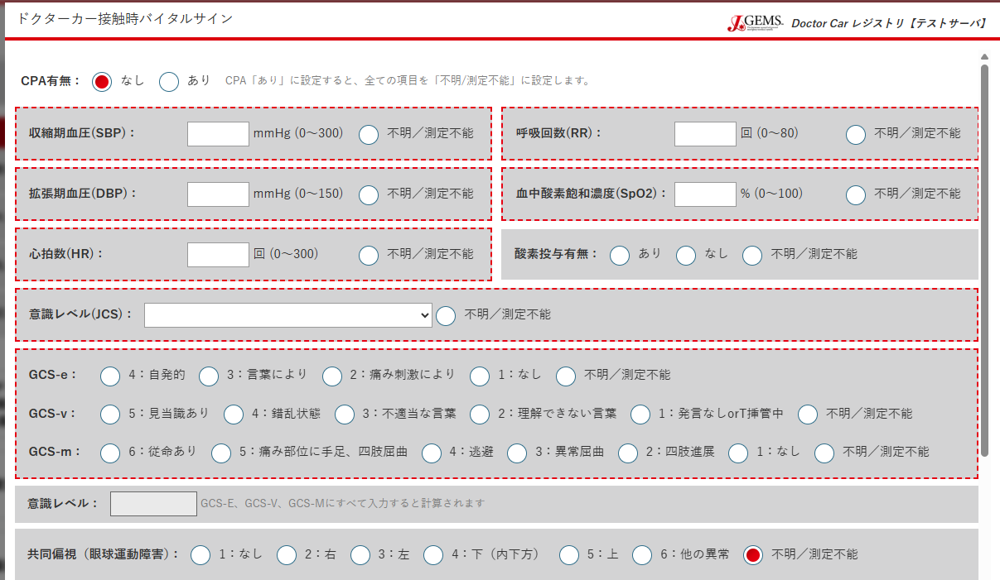 ドクターカー接触時バイタルサイン
J-GEMS Doctor Car レジストリ【テストサーバ】
CPA有無： なし あり CPA「あり」に設定すると、全ての項目を「不明/測定不能」に設定します。
収縮期血圧(SBP)： mmHg (0～300) 不明／測定不能
呼吸回数(RR)： 回 (0～80) 不明／測定不能
拡張期血圧(DBP)： mmHg (0～150) 不明／測定不能
血中酸素飽和濃度(SpO2)： % (0～100) 不明／測定不能
心拍数(HR)： 回 (0～300) 不明／測定不能
酸素投与有無： あり なし 不明／測定不能
意識レベル(JCS)： 不明／測定不能
GCS-e： 4：自発的 3：言葉により 2：痛み刺激により 1：なし 不明／測定不能
GCS-v： 5：見当識あり 4：錯乱状態 3：不適当な言葉 2：理解できない言葉 1：発言なしorT挿管中 不明／測定不能
GCS-m： 6：従命あり 5：痛み部位に手足、四肢屈曲 4：逃避 3：異常屈曲 2：四肢進展 1：なし 不明／測定不能
意識レベル： GCS-E、GCS-V、GCS-Mにすべて入力すると計算されます
共同偏視（眼球運動障害）： 1：なし 2：右 3：左 4：下（内下方） 5：上 6：他の異常 不明／測定不能